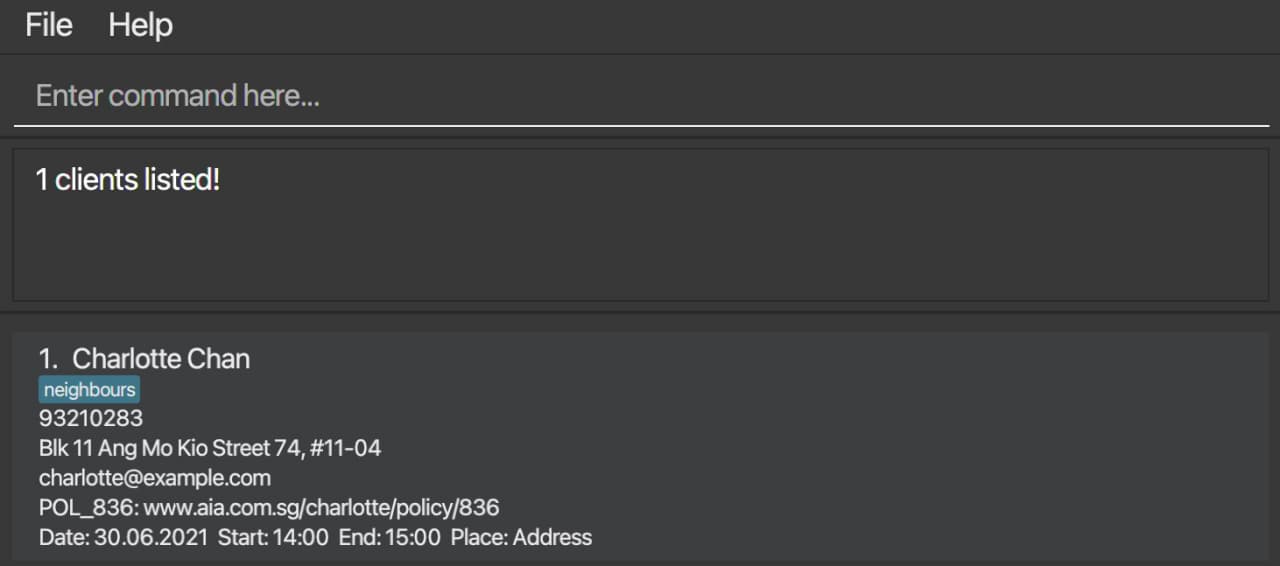 File Help
Enter command here...
1 clients listed!
1. Charlotte Chan
neighbours
93210283
Blk 11 Ang Mo Kio Street 74, #11-04
charlotte@example.com
POL_836: www.aia.com.sg/charlotte/policy/836
Date: 30.06.2021 Start: 14:00 End: 15:00 Place: Address